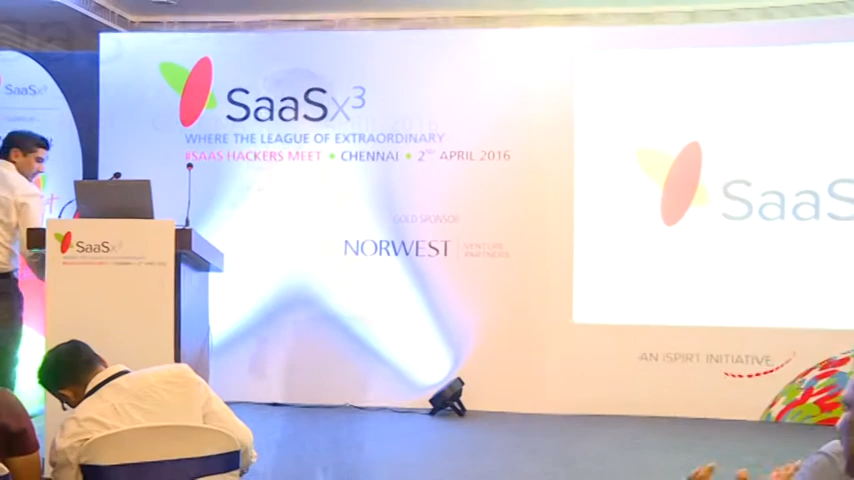 SaaSx3
WHERE THE LEAGUE OF EXTRAORDINARY
#SAAS HACKERS MEET • CHENNAI • 2ND APRIL 2016
GOLD SPONSOR
NORWEST VENTURE PARTNERS
SaaS
AN iSPIRT INITIATIVE
SaaSx3
SaaSx3